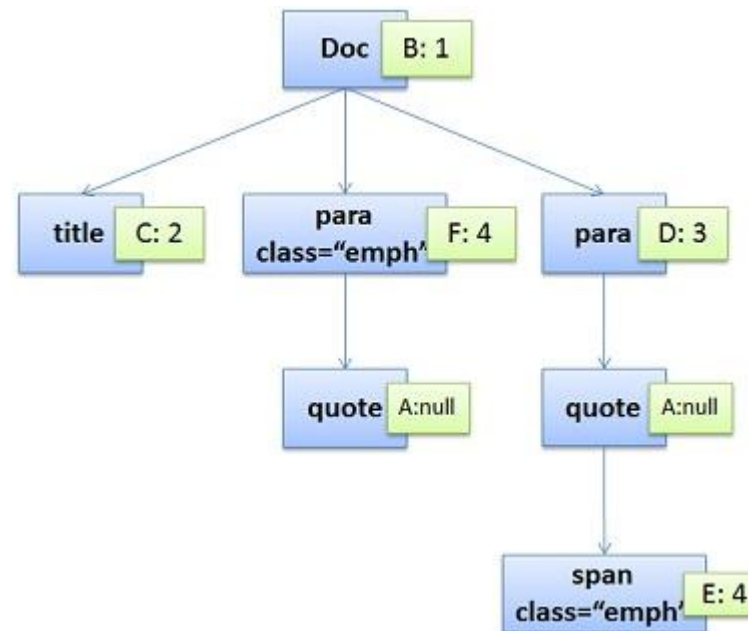 Doc
B: 1
title
C: 2
para
class=“emph”
F: 4
para
D: 3
quote
A:null
quote
A:null
span
class=“emph”
E: 4